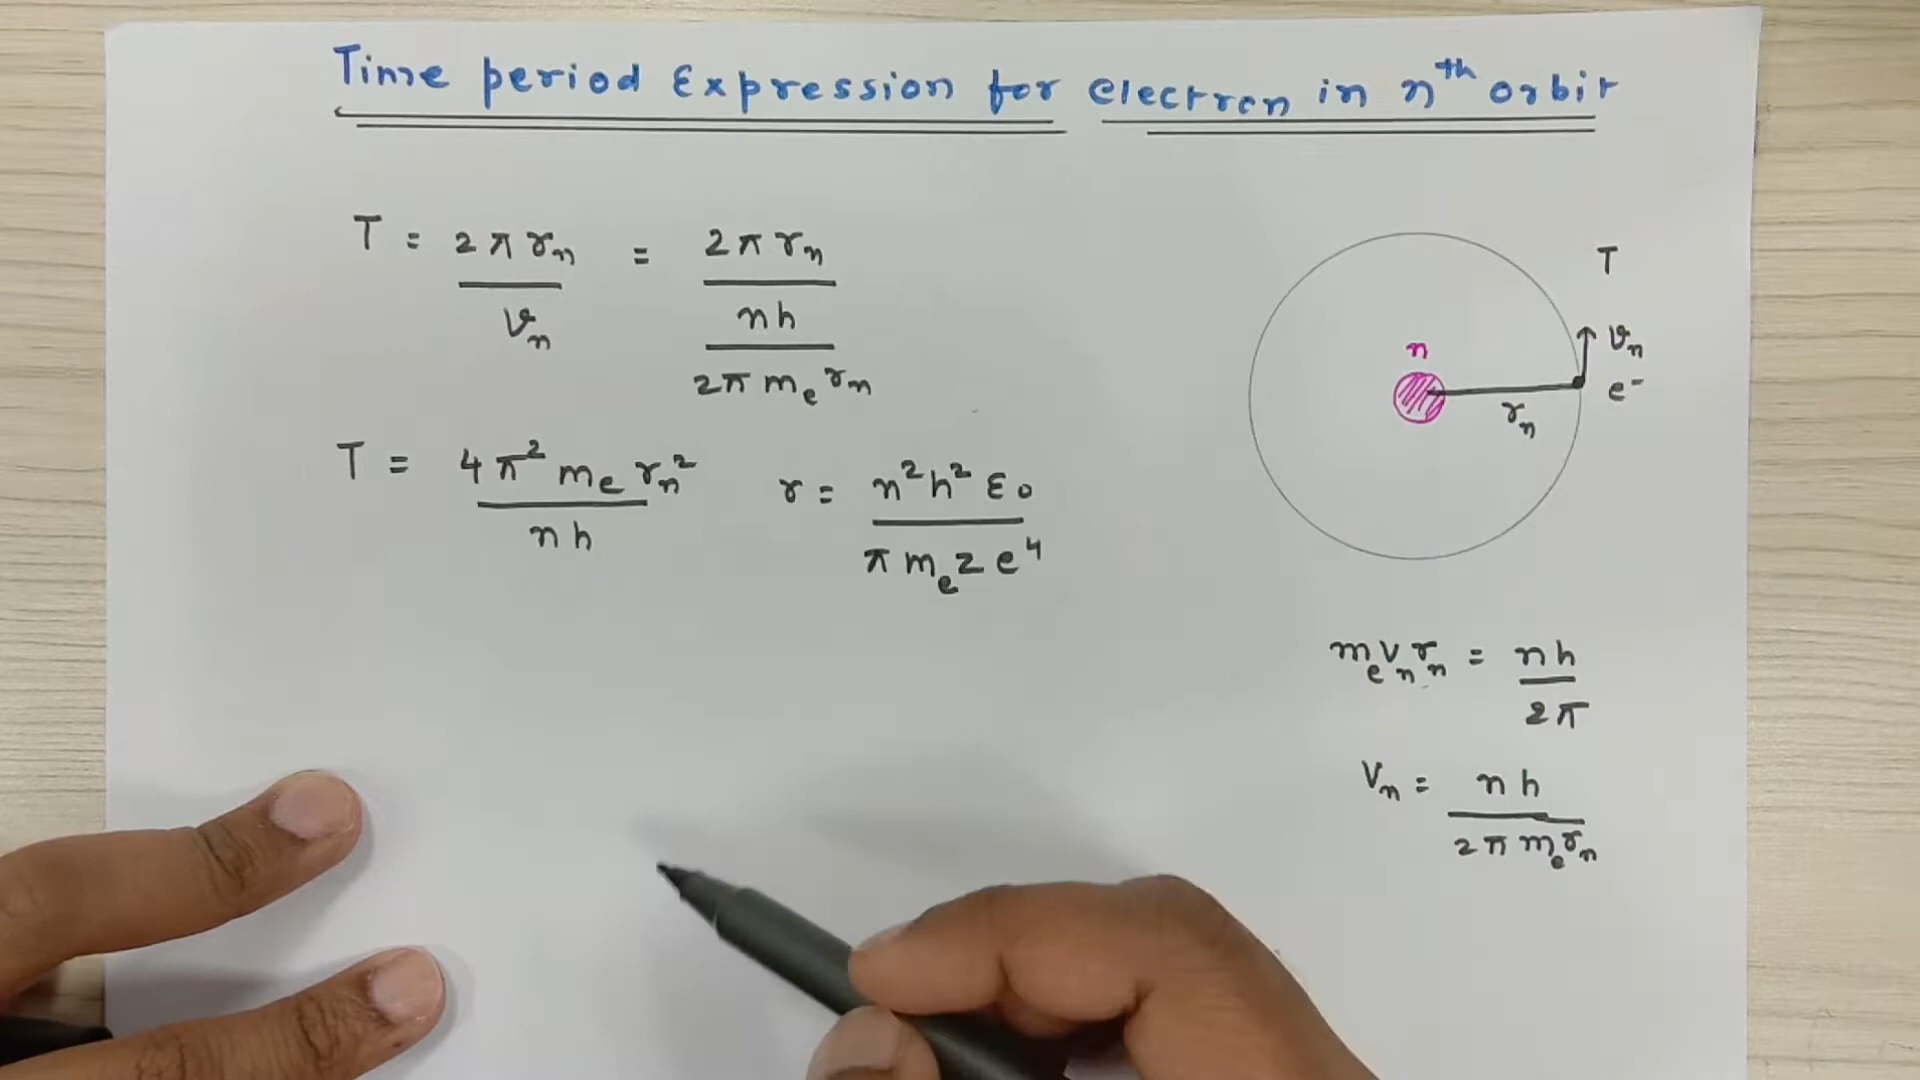 Time period Expression for electron in nᵗʰ orbit
T = 2πrₙ / vₙ = 2πrₙ / (nh / 2πmₑrₙ)
T
vₙ
n
e⁻
rₙ
T = 4π²mₑrₙ² / nh
r = n²h²ε₀ / πmₑze⁴
mₑvₙrₙ = nh / 2π
vₙ = nh / 2πmₑrₙ